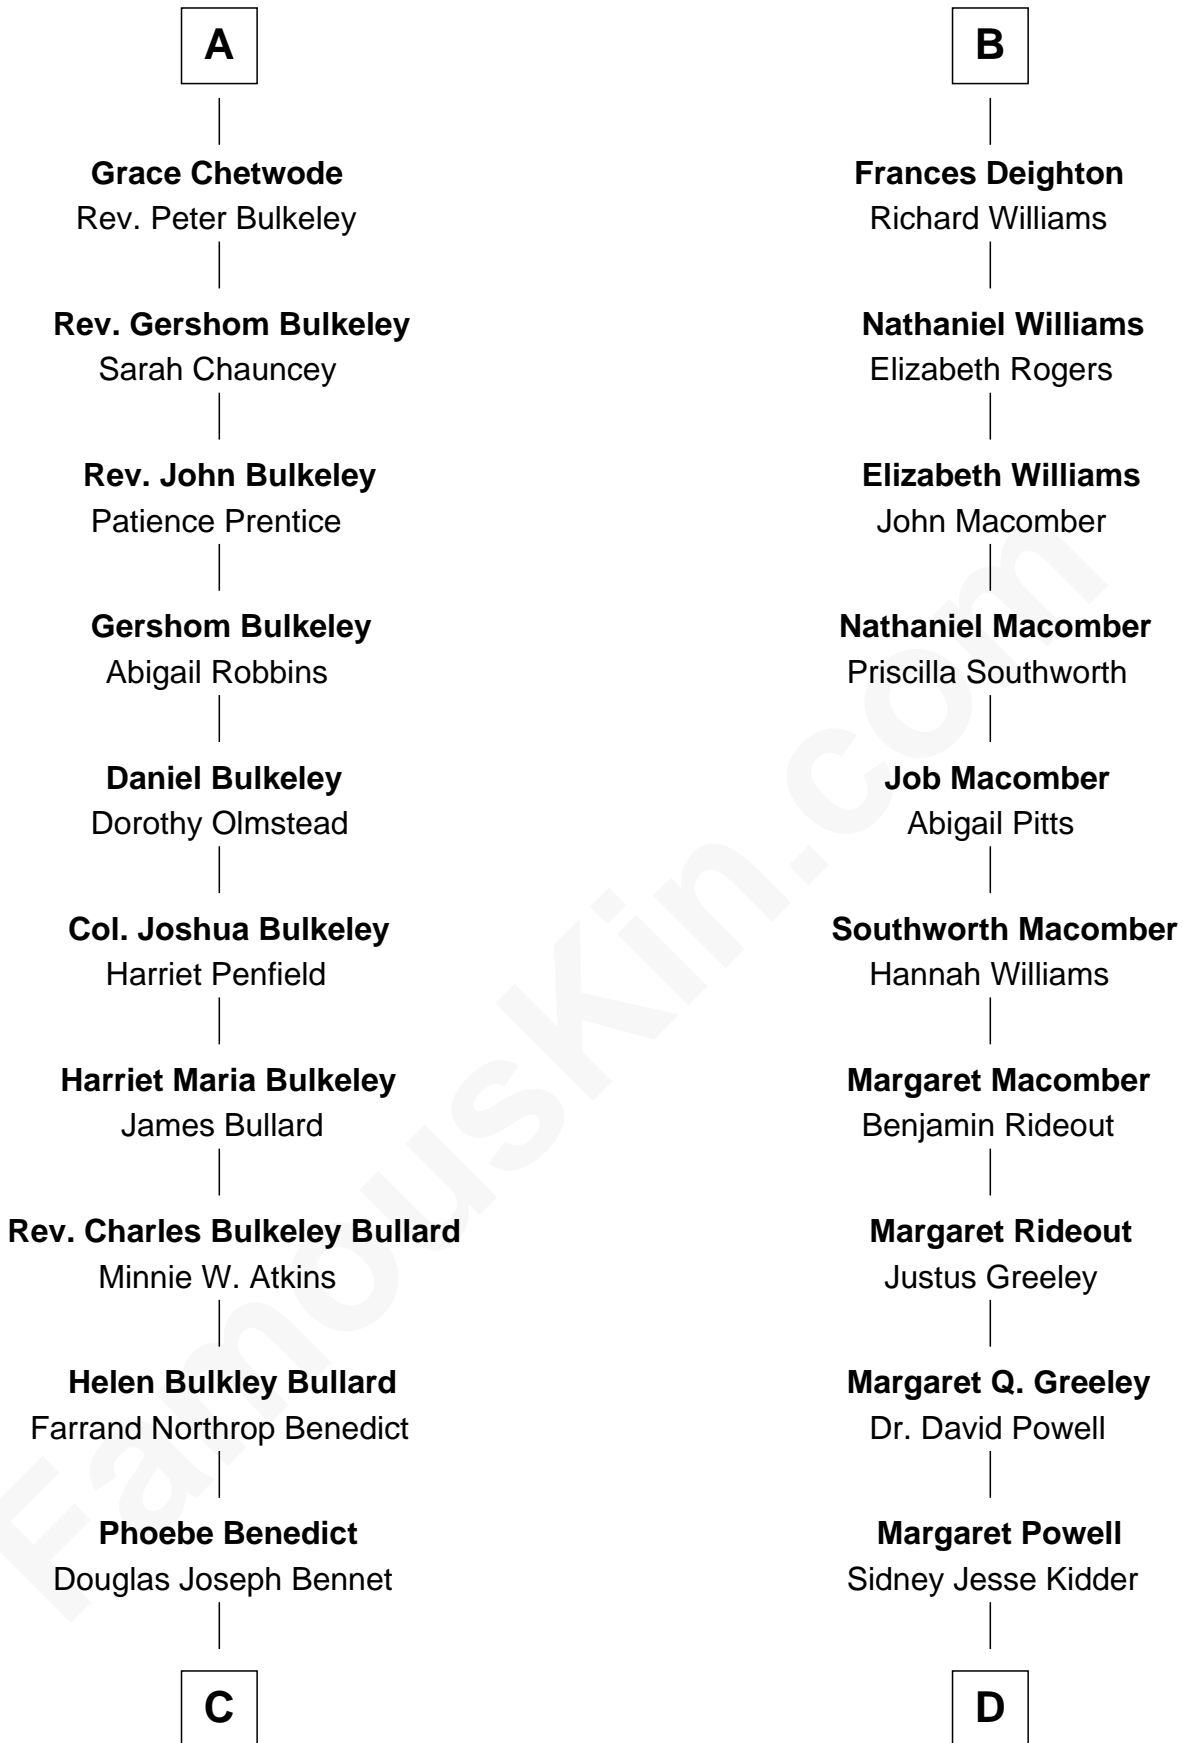 A
Grace Chetwode
Rev. Peter Bulkeley
Rev. Gershom Bulkeley
Sarah Chauncey
Rev. John Bulkeley
Patience Prentice
Gershom Bulkeley
Abigail Robbins
Daniel Bulkeley
Dorothy Olmstead
Col. Joshua Bulkeley
Harriet Penfield
Harriet Maria Bulkeley
James Bullard
Rev. Charles Bulkeley Bullard
Minnie W. Atkins
Helen Bulkley Bullard
Farrand Northrop Benedict
Phoebe Benedict
Douglas Joseph Bennet
C
B
Frances Deighton
Richard Williams
Nathaniel Williams
Elizabeth Rogers
Elizabeth Williams
John Macomber
Nathaniel Macomber
Priscilla Southworth
Job Macomber
Abigail Pitts
Southworth Macomber
Hannah Williams
Margaret Macomber
Benjamin Rideout
Margaret Rideout
Justus Greeley
Margaret Q. Greeley
Dr. David Powell
Margaret Powell
Sidney Jesse Kidder
D
FamousKin.com